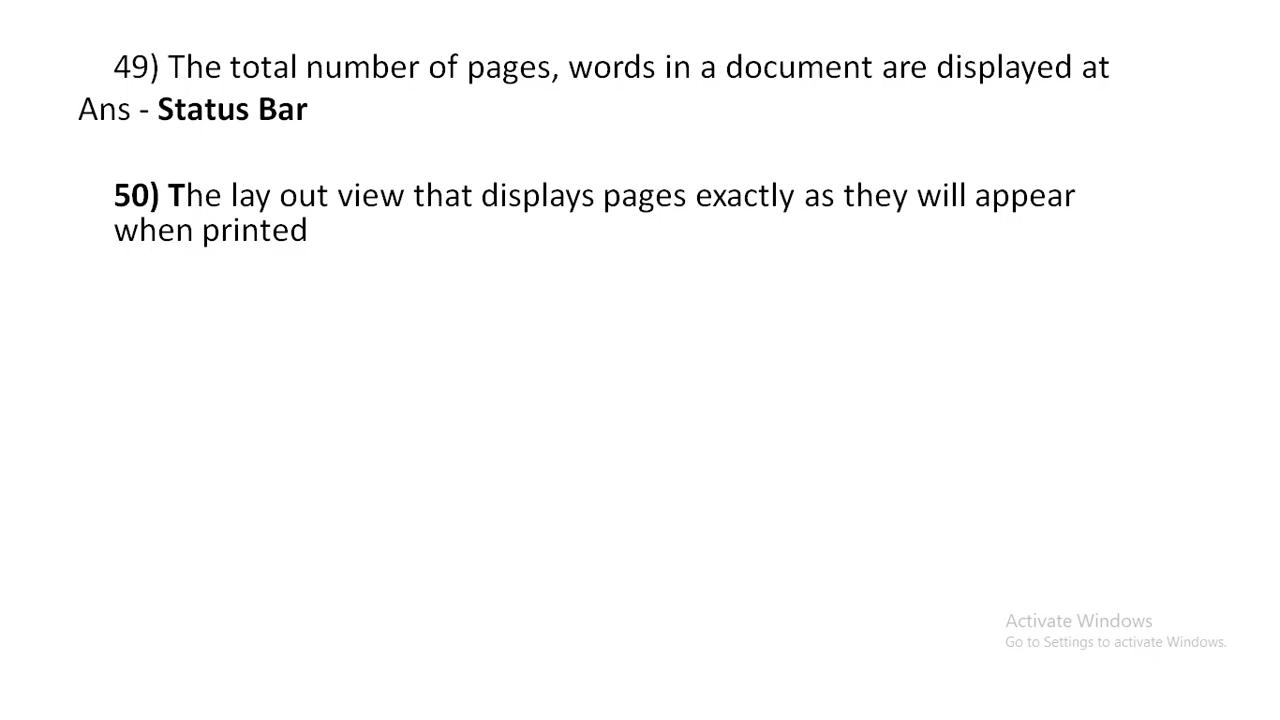 49) The total number of pages, words in a document are displayed at
Ans - Status Bar
50) The lay out view that displays pages exactly as they will appear
when printed
Activate Windows
Go to Settings to activate Windows.